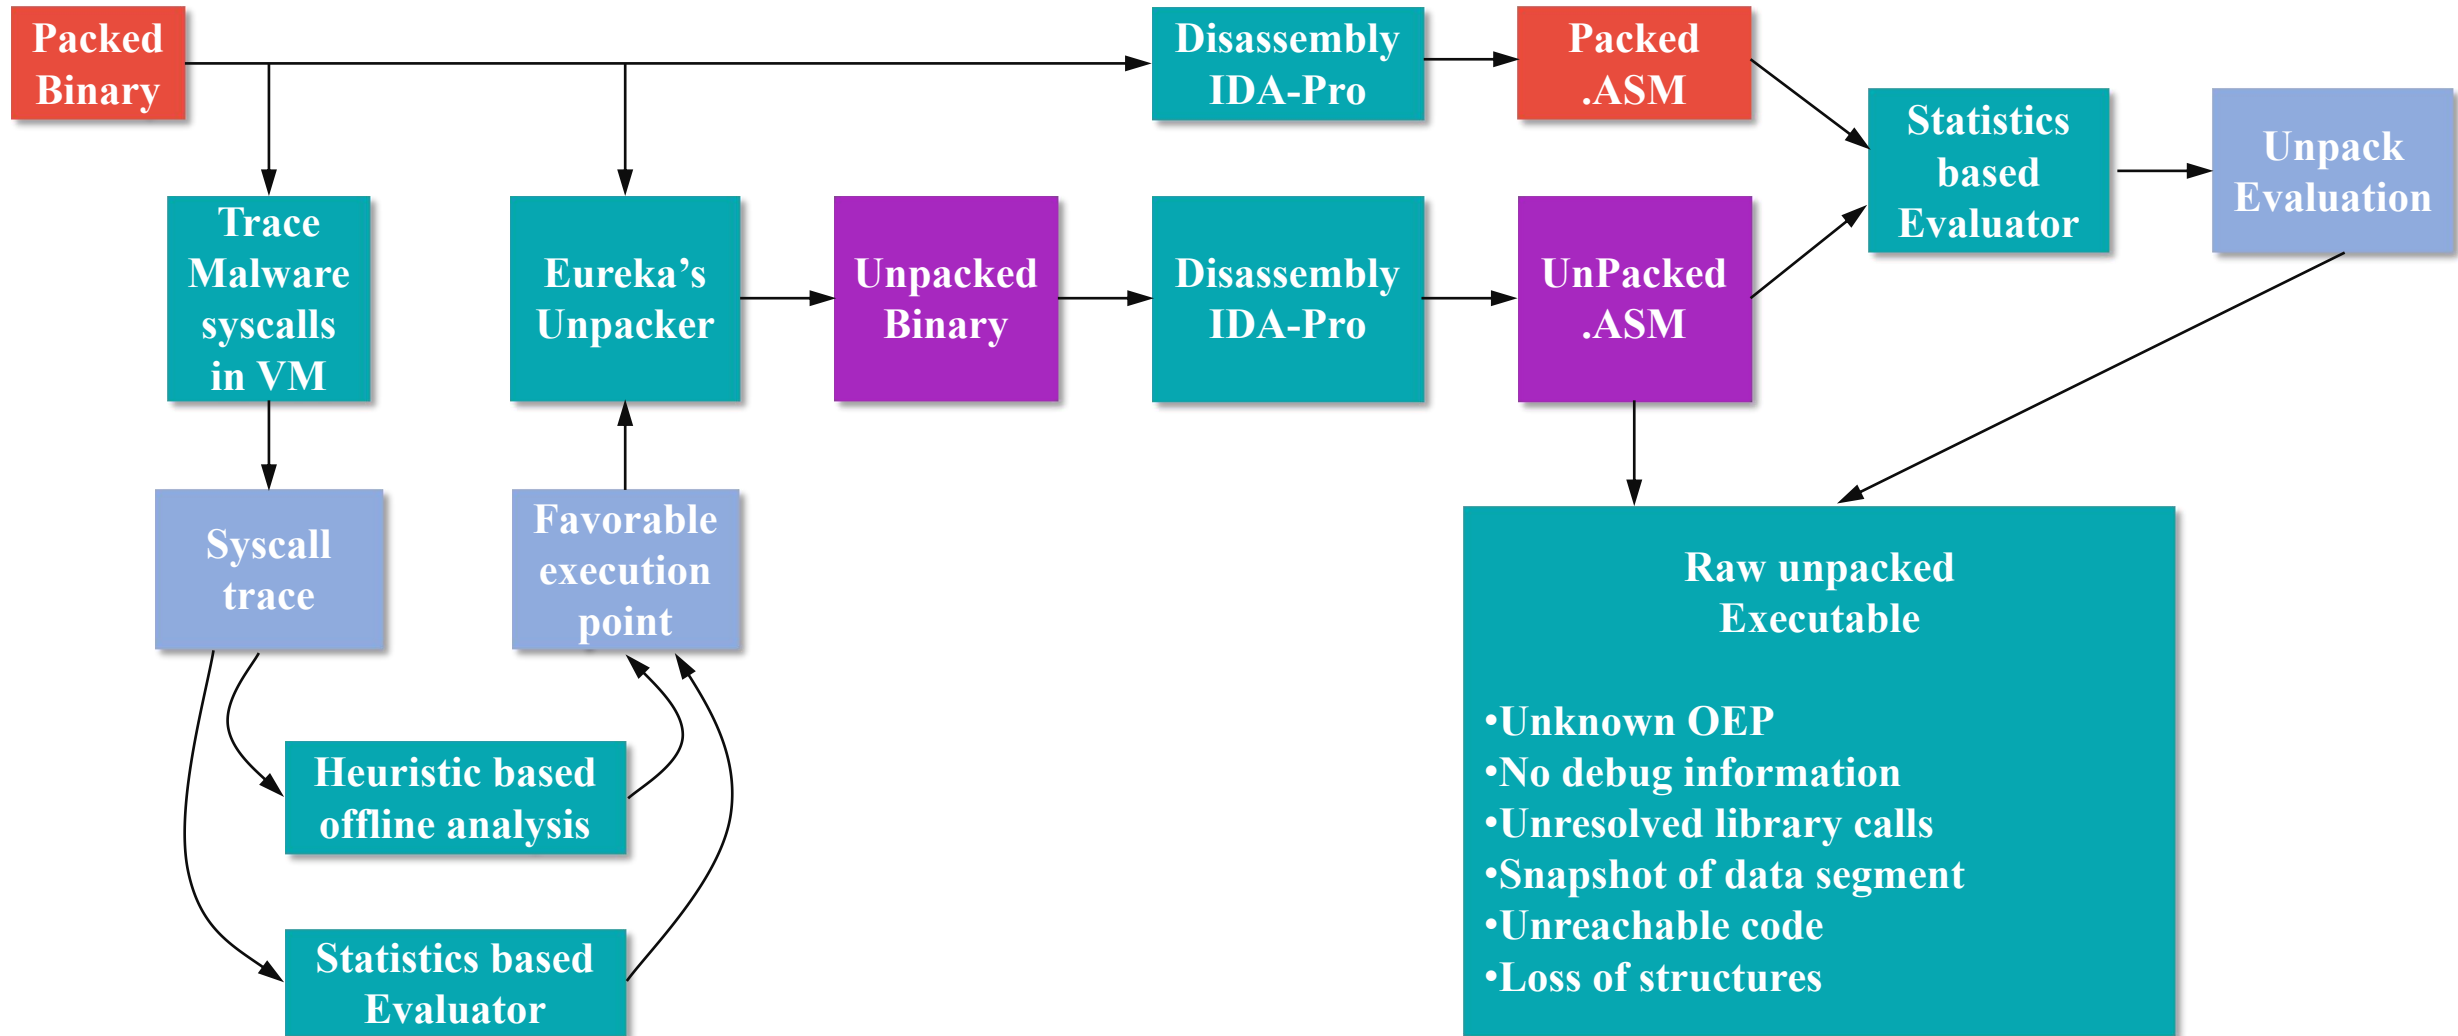 Packed
Binary
Disassembly
IDA-Pro
Packed
.ASM
Statistics
based
Evaluator
Unpack
Evaluation
Trace
Malware
syscalls
in VM
Eureka’s
Unpacker
Unpacked
Binary
Disassembly
IDA-Pro
UnPacked
.ASM
Syscall
trace
Favorable
execution
point
Heuristic based
offline analysis
Statistics based
Evaluator
Raw unpacked
Executable
•Unknown OEP
•No debug information
•Unresolved library calls
•Snapshot of data segment
•Unreachable code
•Loss of structures